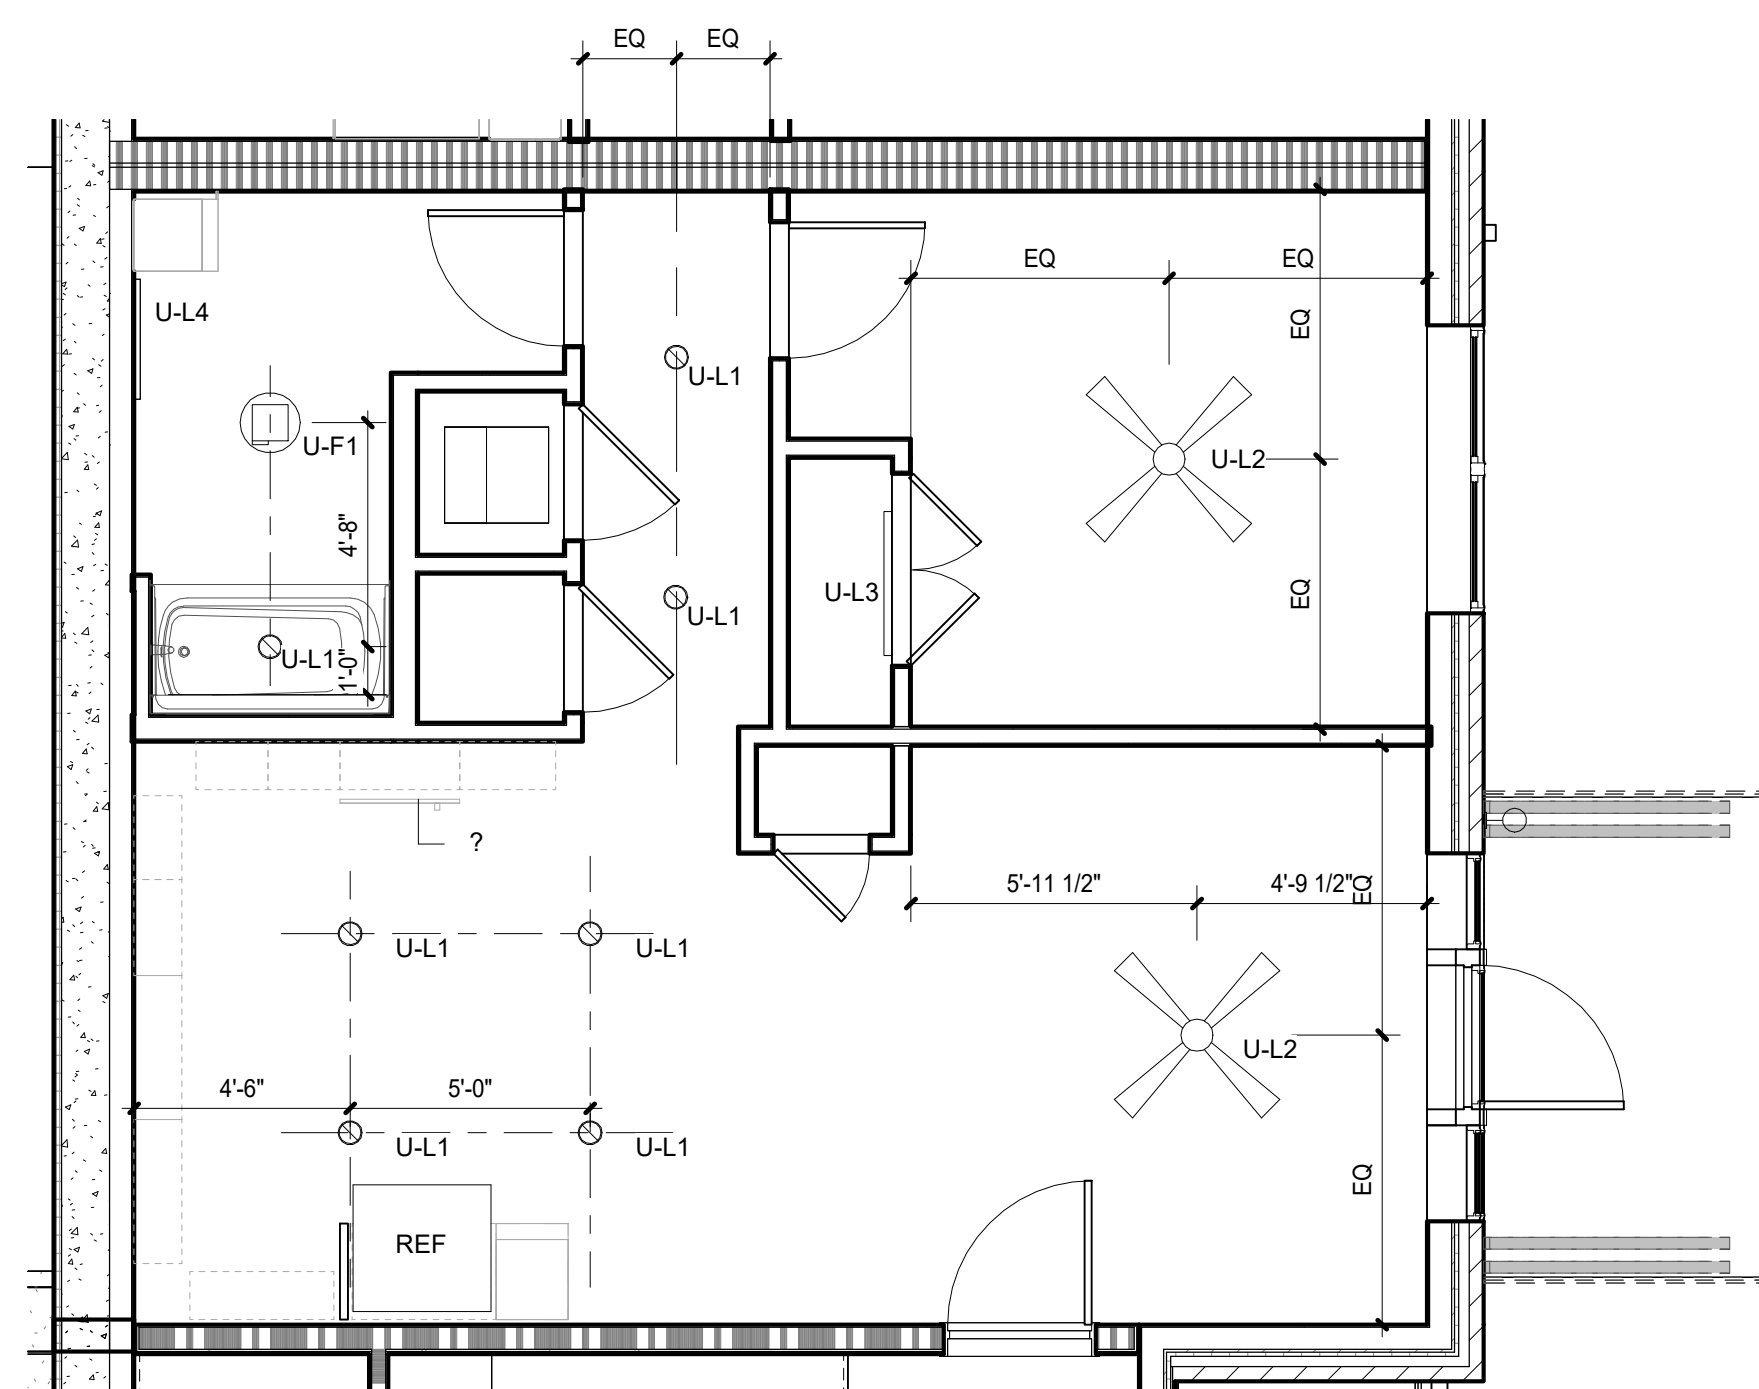 EQ EQ
EQ EQ
U-L4
EQ
U-L1
U-F1
U-L2
4'-8"
U-L3
EQ
U-L1
U-L1
1'-0"
?
5'-11 1/2" 4'-9 1/2"
EQ
U-L1 U-L1
U-L2
4'-6" 5'-0"
U-L1 U-L1
EQ
REF